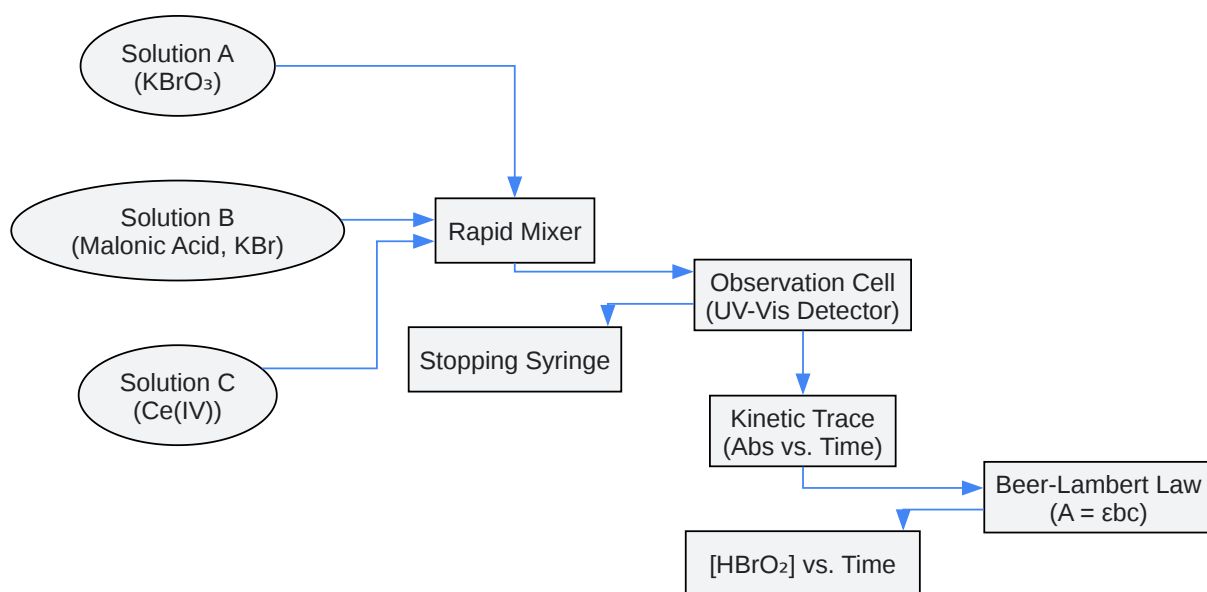 Solution A
(KBrO₃)
Solution B
(Malonic Acid, KBr)
Rapid Mixer
Observation Cell
(UV-Vis Detector)
Stopping Syringe
Solution C
(Ce(IV))
Kinetic Trace
(Abs vs. Time)
Beer-Lambert Law
(A = εbc)
[HBrO₂] vs. Time